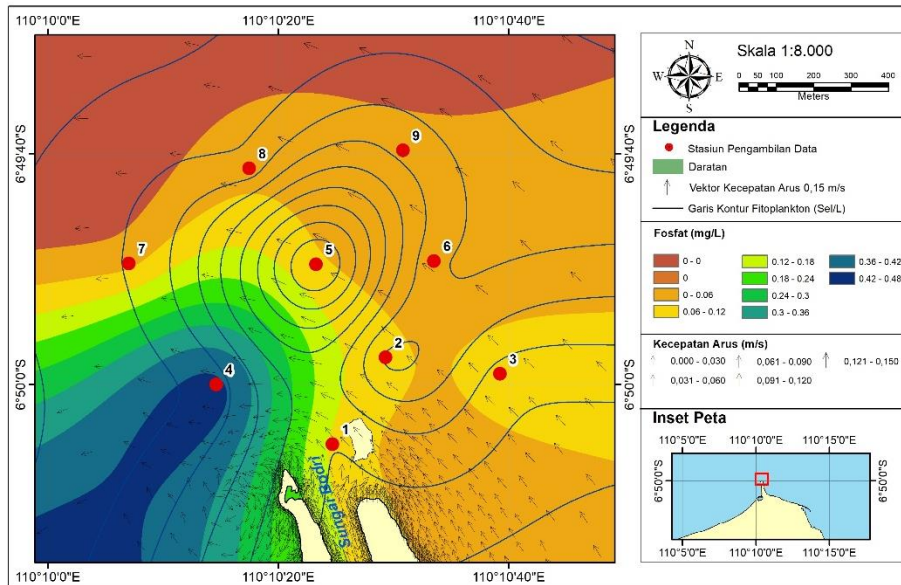 110°10'0"E 110°10'20"E 110°10'40"E
6°49'40"S
6°50'0"S
9
8
7
5
6
2
3
4
1
Sungai Bodri
6°49'40"S
6°50'0"S
110°10'0"E 110°10'20"E 110°10'40"E
N
W E
S
Skala 1:8.000
0 50 100 200 300 400
Meters
Legenda
Stasiun Pengambilan Data
Daratan
Vektor Kecepatan Arus 0,15 m/s
Garis Kontur Fitoplankton (Sel/L)
Fosfat (mg/L)
0 - 0 0.12 - 0.18 0.36 - 0.42
0 0.18 - 0.24 0.42 - 0.48
0 - 0.06 0.24 - 0.3
0.06 - 0.12 0.3 - 0.36
Kecepatan Arus (m/s)
0.000 - 0.030 0,061 - 0.090 0,121 - 0,150
0,031 - 0,060 0,091 - 0,120
Inset Peta
110°5'0"E 110°10'0"E 110°15'0"E
6°50'0"S 6°50'0"S
110°5'0"E 110°10'0"E 110°15'0"E